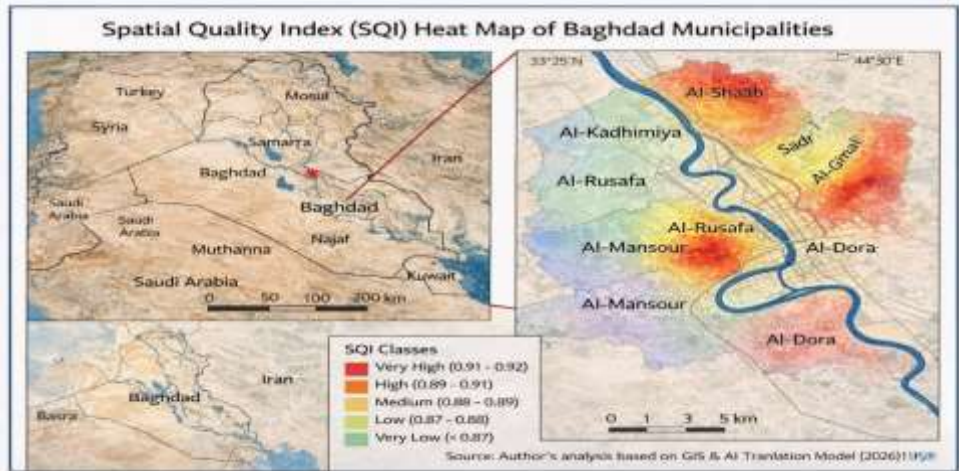 Spatial Quality Index (SQI) Heat Map of Baghdad Municipalities
Turkey
Mosul
Syria
Samarra
Iran
Baghdad
Baghdad
Saudi
Arabia
Saudi
Arabia
Najaf
Muthanna
Kuwait
Saudi Arabia
0 50 100 200 km
Iran
Baghdad
Basra
SQI Classes
Very High (0.91 - 0.92)
High (0.89 - 0.91)
Medium (0.88 - 0.89)
Low (0.87 - 0.88)
Very Low (< 0.87)
33°25 N
44°30 E
Al-Shaab
Al-Kadhimiya
Sadr
Al-Gmal
Al-Rusafa
Al-Rusafa
Al-Mansour
Al-Dora
Al-Mansour
Al-Dora
0 1 3 5 km
Source: Author's analysis based on GIS & AI Tranlation Model (2026)